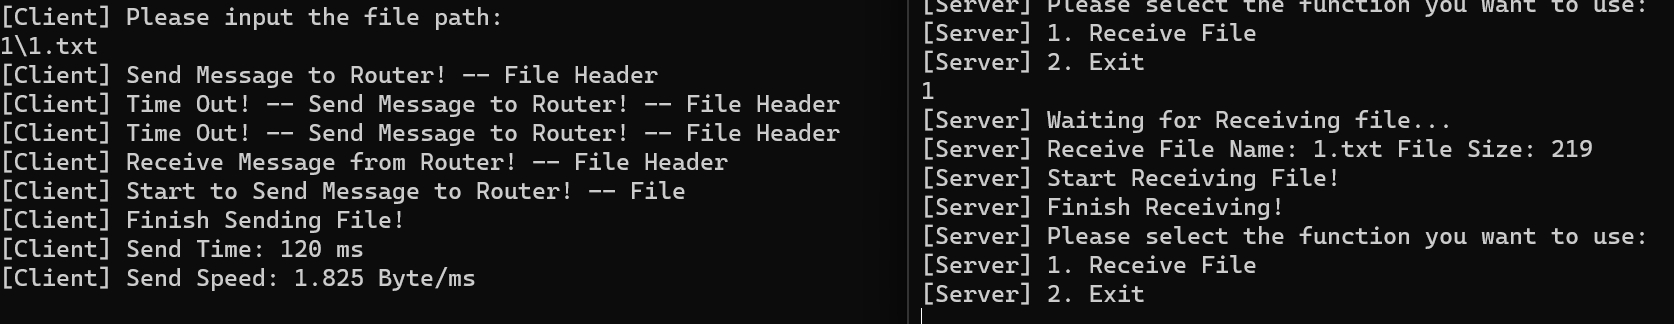 [Client] Please input the file path:
1\1.txt
[Client] Send Message to Router! -- File Header
[Client] Time Out! -- Send Message to Router! -- File Header
[Client] Time Out! -- Send Message to Router! -- File Header
[Client] Receive Message from Router! -- File Header
[Client] Start to Send Message to Router! -- File
[Client] Finish Sending File!
[Client] Send Time: 120 ms
[Client] Send Speed: 1.825 Byte/ms
[Server] Please select the function you want to use:
[Server] 1. Receive File
[Server] 2. Exit
1
[Server] Waiting for Receiving file...
[Server] Receive File Name: 1.txt File Size: 219
[Server] Start Receiving File!
[Server] Finish Receiving!
[Server] Please select the function you want to use:
[Server] 1. Receive File
[Server] 2. Exit